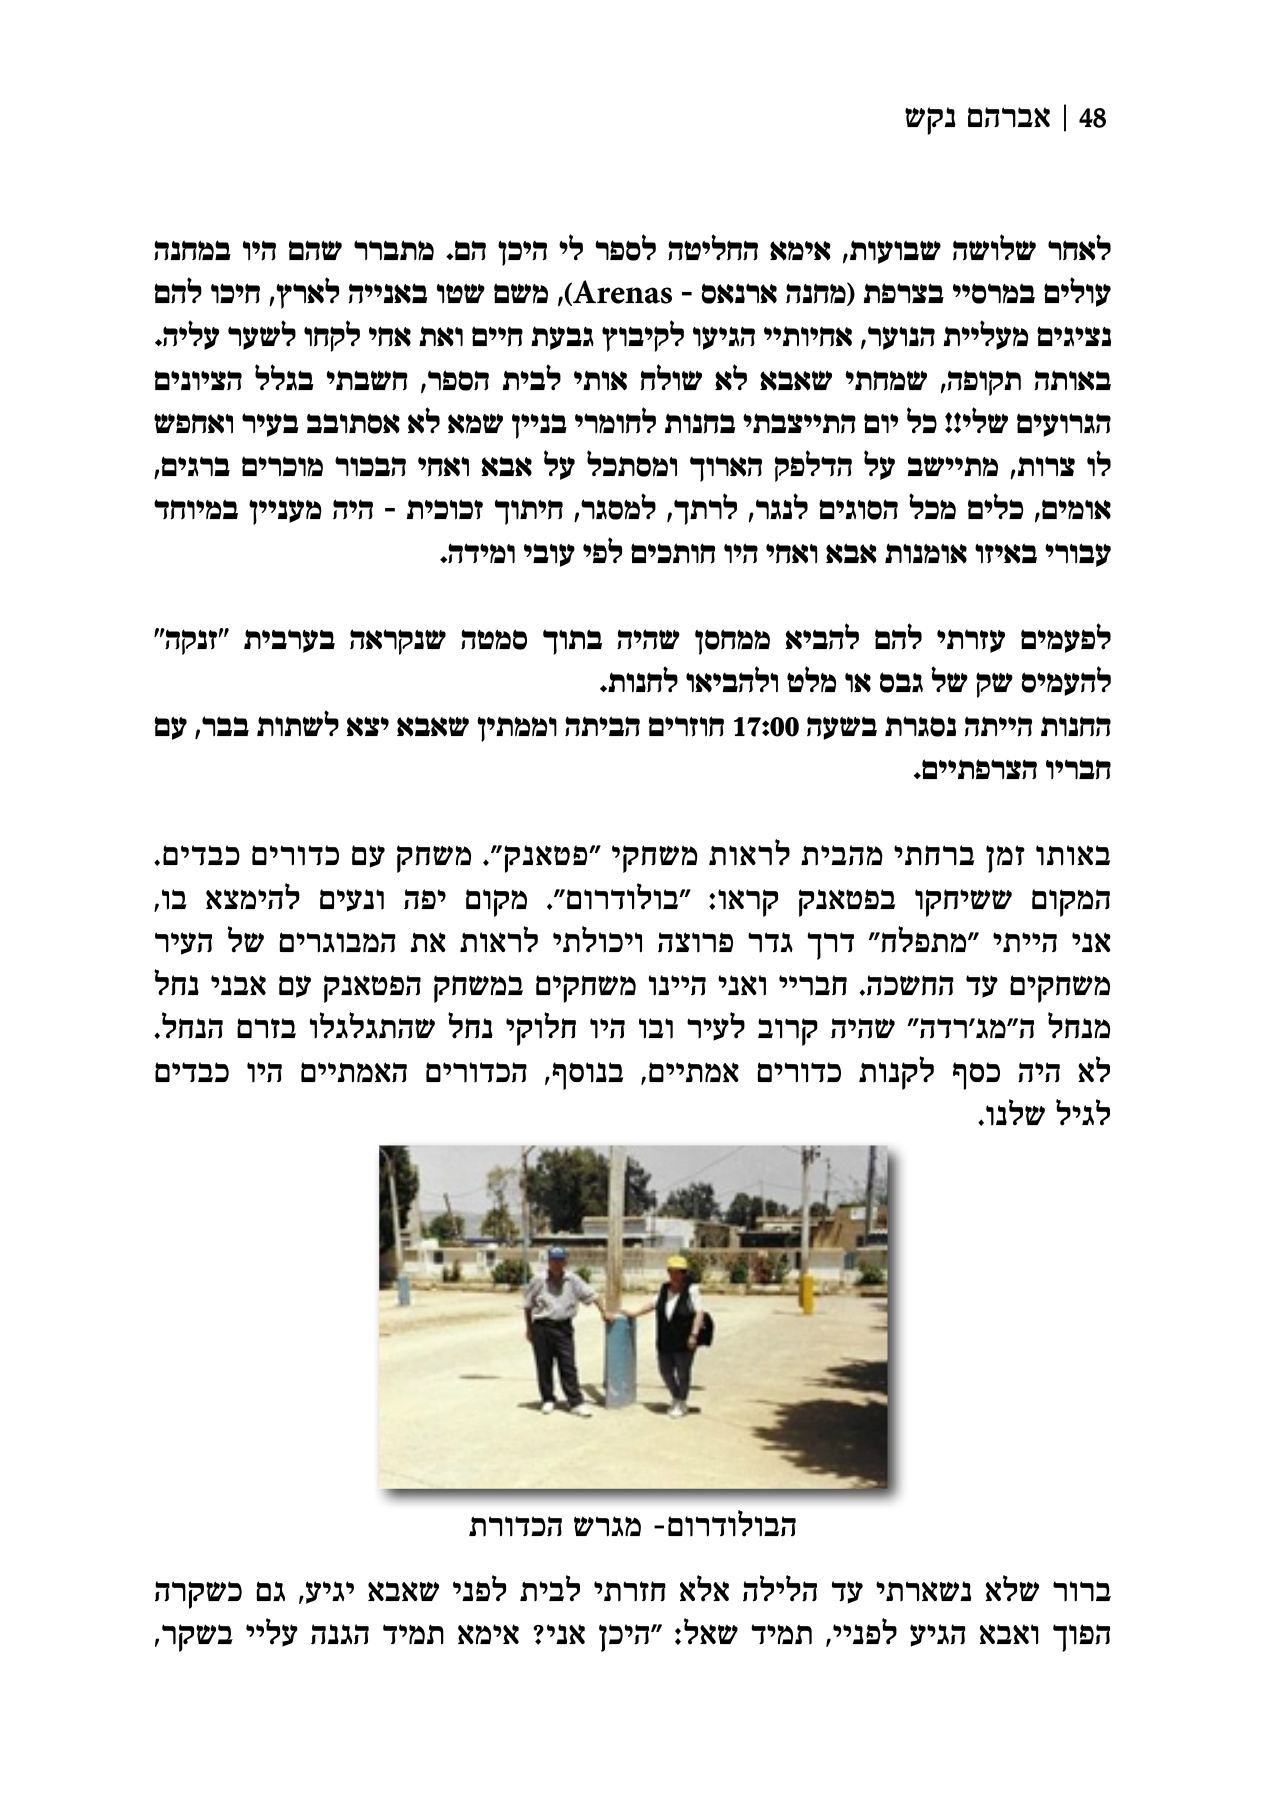 48 | אברהם נקש
לאחר שלושה שבועות, אימא החליטה לספר לי היכן הם. מתברר שהם היו במחנה
עולים במרסיי בצרפת (מחנה ארנאס - Arenas), משם שטו באנייה לארץ, חיכו להם
נציגים מעליית הנוער, אחיותיי הגיעו לקיבוץ גבעת חיים ואת אחי לקחו לשער עליה.
באותה תקופה, שמחתי שאבא לא שולח אותי לבית הספר, חשבתי בגלל הציונים
הגרועים שלי!! כל יום התייצבתי בחנות לחומרי בניין שמא לא אסתובב בעיר ואחפש
לו צרות, מתיישב על הדלפק הארוך ומסתכל על אבא ואחי הבכור מוכרים ברגים,
אומים, כלים מכל הסוגים לנגר, לרתך, למסגר, חיתוך זכוכית - היה מעניין במיוחד
עבורי באיזו אומנות אבא ואחי היו חותכים לפי עובי ומידה.
לפעמים עזרתי להם להביא ממחסן שהיה בתוך סמטה שנקראה בערבית "זנקה"
להעמיס שק של גבס או מלט ולהביאו לחנות.
החנות הייתה נסגרת בשעה 17:00 חוזרים הביתה וממתין שאבא יצא לשתות בבר, עם
חבריו הצרפתיים.
באותו זמן ברחתי מהבית לראות משחקי "פטאנק". משחק עם כדורים כבדים.
המקום ששיחקו בפטאנק קראו: "בולודרום". מקום יפה ונעים להימצא בו,
אני הייתי "מתפלח" דרך גדר פרוצה ויכולתי לראות את המבוגרים של העיר
משחקים עד החשכה. חבריי ואני היינו משחקים במשחק הפטאנק עם אבני נחל
מנחל ה"מג'רדה" שהיה קרוב לעיר ובו היו חלוקי נחל שהתגלגלו בזרם הנחל.
לא היה כסף לקנות כדורים אמתיים, בנוסף, הכדורים האמתיים היו כבדים
לגיל שלנו.
הבולודרום- מגרש הכדורת
ברור שלא נשארתי עד הלילה אלא חזרתי לבית לפני שאבא יגיע, גם כשקרה
הפוך ואבא הגיע לפניי, תמיד שאל: "היכן אני? אימא תמיד הגנה עליי בשקר,